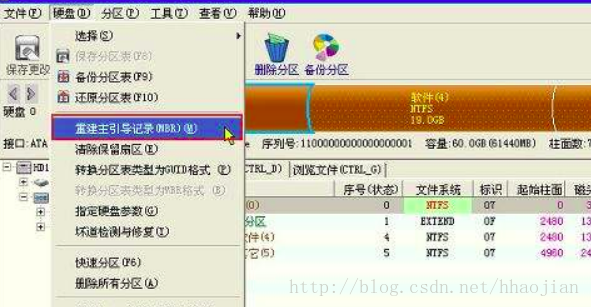 文件(F) 硬盘(D) 分区(P) 工具(T) 查看(V) 帮助(H)
保存更改
选择(S)
保存分区表(F8)
备份分区表(F9)
还原分区表(F10)
重建主引导记录(MBR)(M)
清除保留扇区(E)
转换分区表类型为GUID格式 (P)
转换分区表类型为MBR格式 (B)
指定硬盘参数(G)
坏道检测与修复(T)
快速分区(F6)
删除所有分区(A)
删除分区 备份分区
硬盘 0
软件(4)
NTFS
19.0GB
接口:ATA
序列号:11000000000000000001 容量:60.0GB(61440MB) 柱面数:7
HD1
CTRL_D) 浏览文件(CTRL_G)
序号(状态) 文件系统 标识 起始柱面 磁头
(0) 0 NTFS 07 0
分区 1 EXTEND 0F 2480 13
件(4) 4 NTFS 07 2480 13
它(5) 5 NTFS 07 4960 24
http://blog.csdn.net/hhaojian